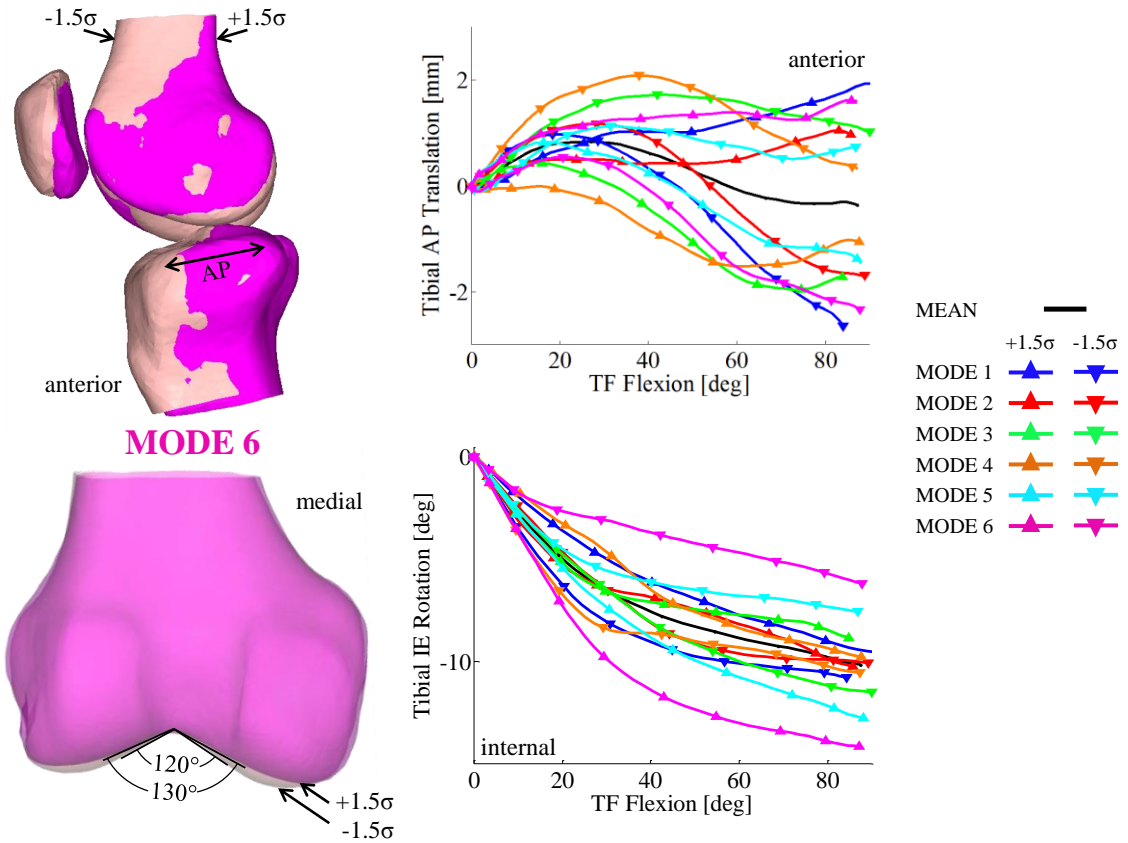 -1.5σ
+1.5σ
AP
anterior
MODE 6
medial
120°
130°
+1.5σ
-1.5σ
anterior
Tibial AP Translation [mm]
2
0
-2
0 20 40 60 80
TF Flexion [deg]
Tibial IE Rotation [deg]
0
-10
internal
0 20 40 60 80
TF Flexion [deg]
MEAN
+1.5σ -1.5σ
MODE 1
MODE 2
MODE 3
MODE 4
MODE 5
MODE 6